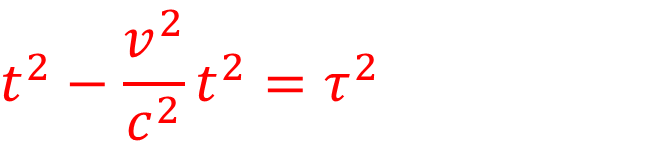 t² − v²/c² t² = τ²